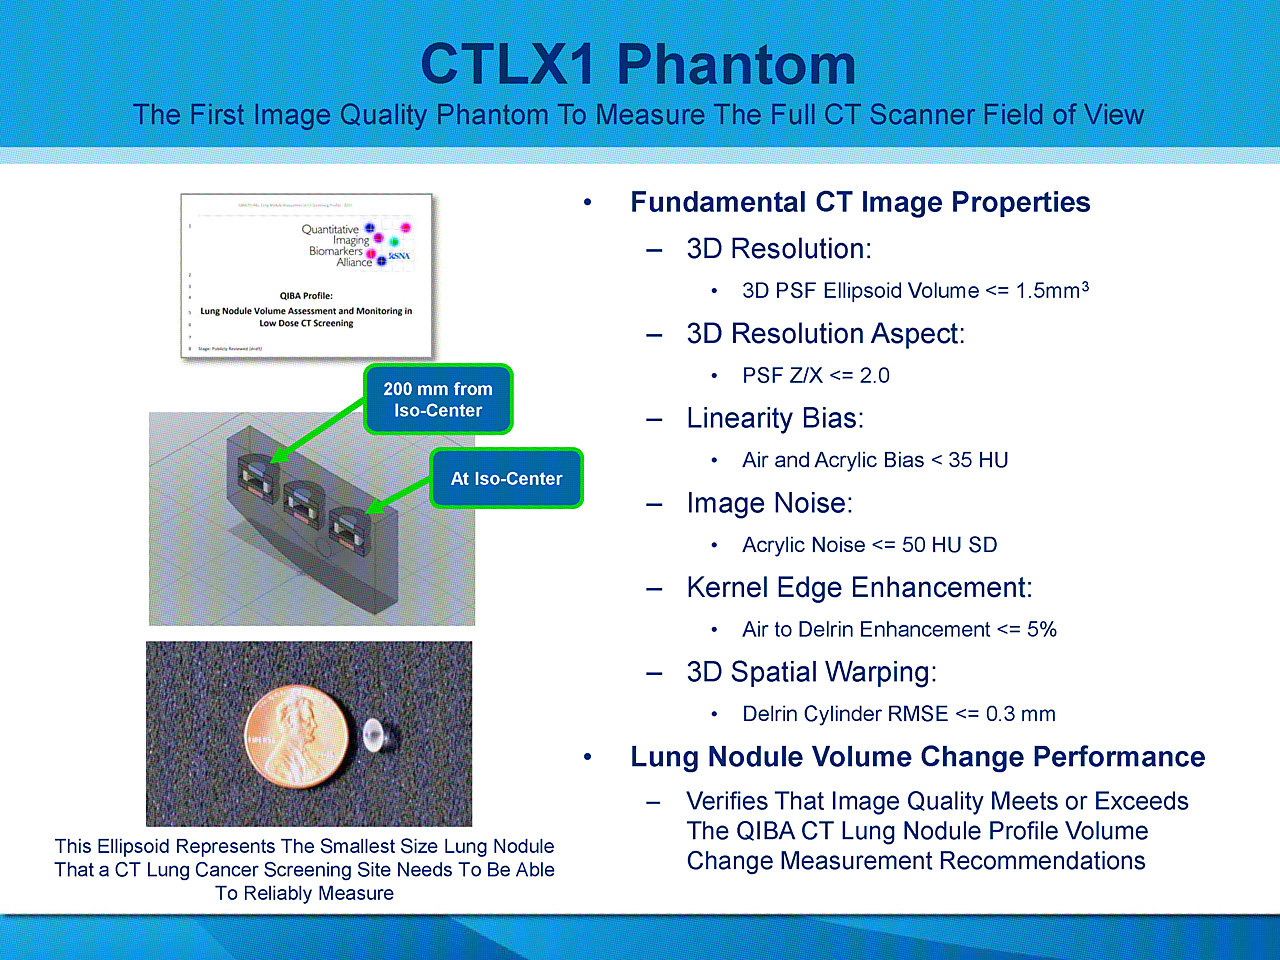 CTLX1 Phantom
The First Image Quality Phantom To Measure The Full CT Scanner Field of View
Quantitative
Imaging
Biomarkers
Alliance
RSNA
QIBA Profile:
Lung Nodule Volume Assessment and Monitoring in
Low Dose CT Screening
Stage: Publicly Reviewed (draft)
200 mm from
Iso-Center
At Iso-Center
This Ellipsoid Represents The Smallest Size Lung Nodule
That a CT Lung Cancer Screening Site Needs To Be Able
To Reliably Measure
• Fundamental CT Image Properties
– 3D Resolution:
• 3D PSF Ellipsoid Volume <= 1.5mm³
– 3D Resolution Aspect:
• PSF Z/X <= 2.0
– Linearity Bias:
• Air and Acrylic Bias < 35 HU
– Image Noise:
• Acrylic Noise <= 50 HU SD
– Kernel Edge Enhancement:
• Air to Delrin Enhancement <= 5%
– 3D Spatial Warping:
• Delrin Cylinder RMSE <= 0.3 mm
• Lung Nodule Volume Change Performance
– Verifies That Image Quality Meets or Exceeds
The QIBA CT Lung Nodule Profile Volume
Change Measurement Recommendations